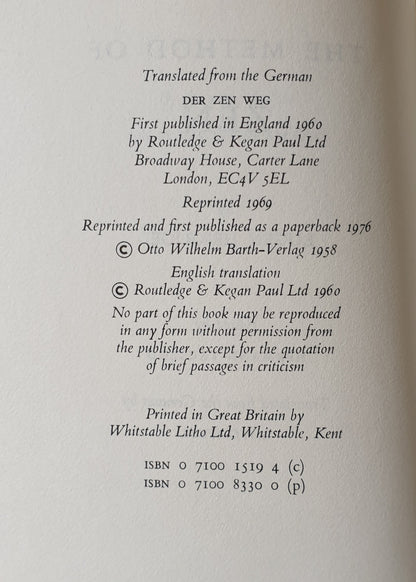 Translated from the German
DER ZEN WEG
First published in England 1960
by Routledge & Kegan Paul Ltd
Broadway House, Carter Lane
London, EC4V 5EL
Reprinted 1969
Reprinted and first published as a paperback 1976
© Otto Wilhelm Barth-Verlag 1958
English translation
© Routledge & Kegan Paul Ltd 1960
No part of this book may be reproduced
in any form without permission from
the publisher, except for the quotation
of brief passages in criticism
Printed in Great Britain by
Whitstable Litho Ltd, Whitstable, Kent
ISBN 0 7100 1519 4 (c)
ISBN 0 7100 8330 0 (p)